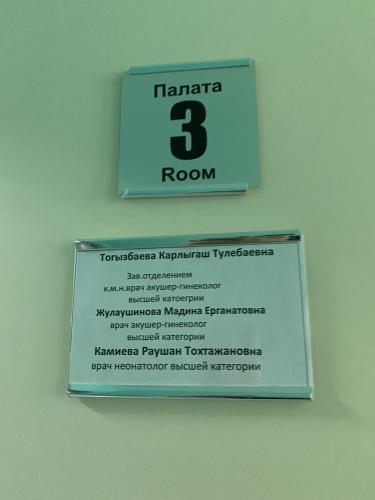 Палата
3
Rоом
Тогызбаева Карлыгаш Тулебаевна
Зав.отделением
к.м.н.врач акушер-гинеколог
высшей катоегрии
Жулаушинова Мадина Ерганатовна
врач акушер-гинеколог
высшей категории
Камиева Раушан Тохтажановна
врач неонатолог высшей категории